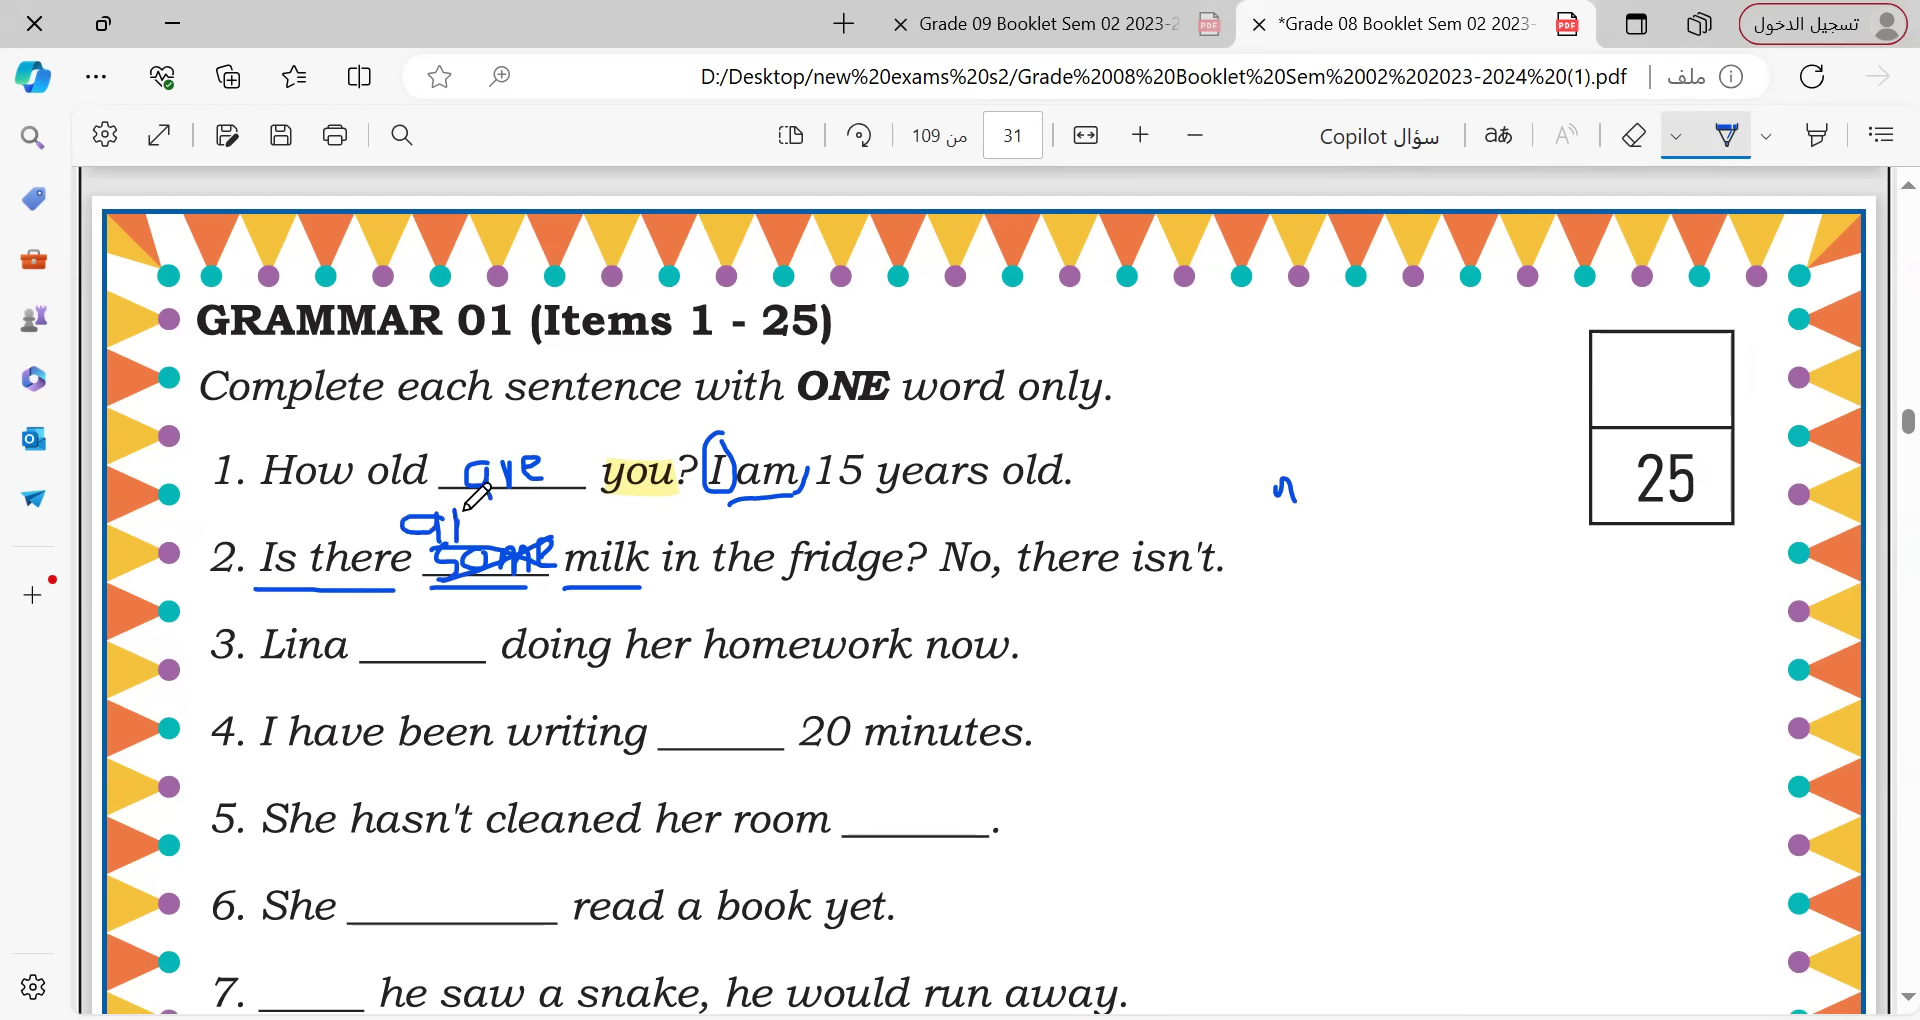 Grade 09 Booklet Sem 02 2023-2
*Grade 08 Booklet Sem 02 2023-
تسجيل الدخول
D:/Desktop/new%20exams%20s2/Grade%2008%20Booklet%20Sem%2002%202023-2024%20(1).pdf
ملف
109 من
31
سؤال Copilot
GRAMMAR 01 (Items 1 - 25)
Complete each sentence with ONE word only.
1. How old are you? I am 15 years old.
25
2. Is there some milk in the fridge? No, there isn't.
3. Lina ______ doing her homework now.
4. I have been writing ______ 20 minutes.
5. She hasn't cleaned her room _______.
6. She __________ read a book yet.
7. _____ he saw a snake, he would run away.